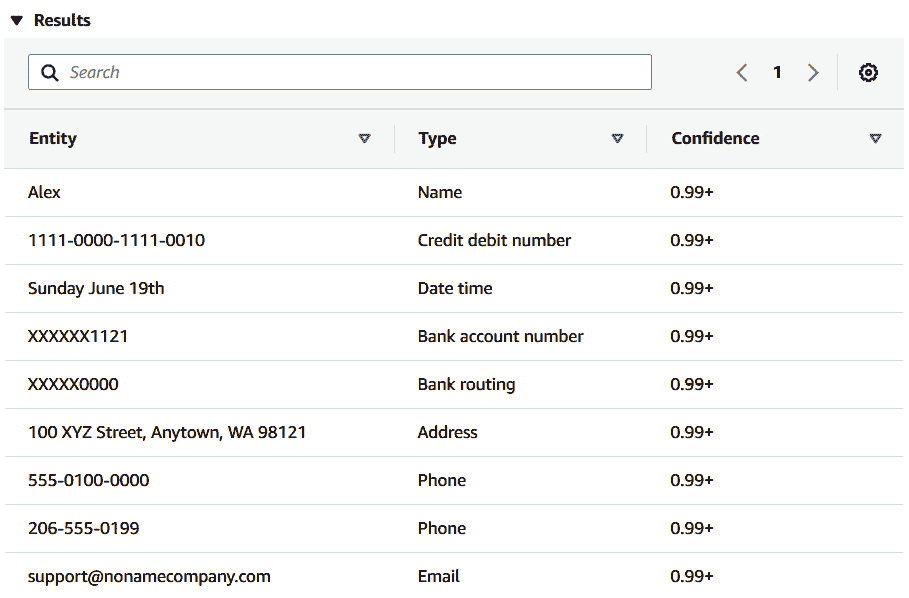 Results
Search
1
Entity Type Confidence
Alex Name 0.99+
1111-0000-1111-0010 Credit debit number 0.99+
Sunday June 19th Date time 0.99+
XXXXXX1121 Bank account number 0.99+
XXXXX0000 Bank routing 0.99+
100 XYZ Street, Anytown, WA 98121 Address 0.99+
555-0100-0000 Phone 0.99+
206-555-0199 Phone 0.99+
support@nonamecompany.com Email 0.99+